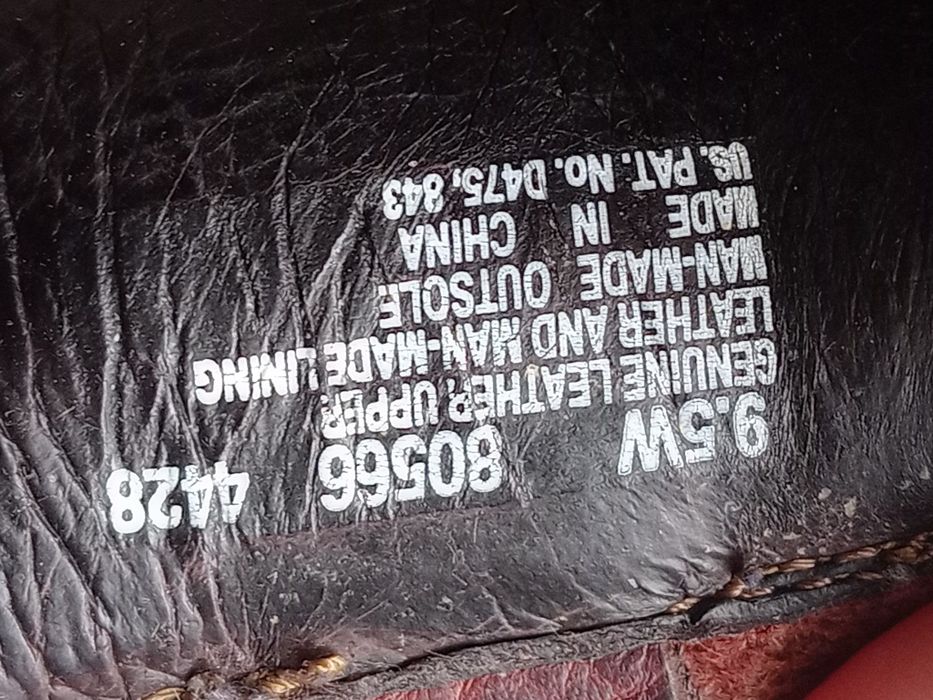 9.5W 80566 4428
GENUINE LEATHER UPPER
LEATHER AND MAN-MADE LINING
MAN-MADE OUTSOLE
MADE IN CHINA
US. PAT. No. D475, 843